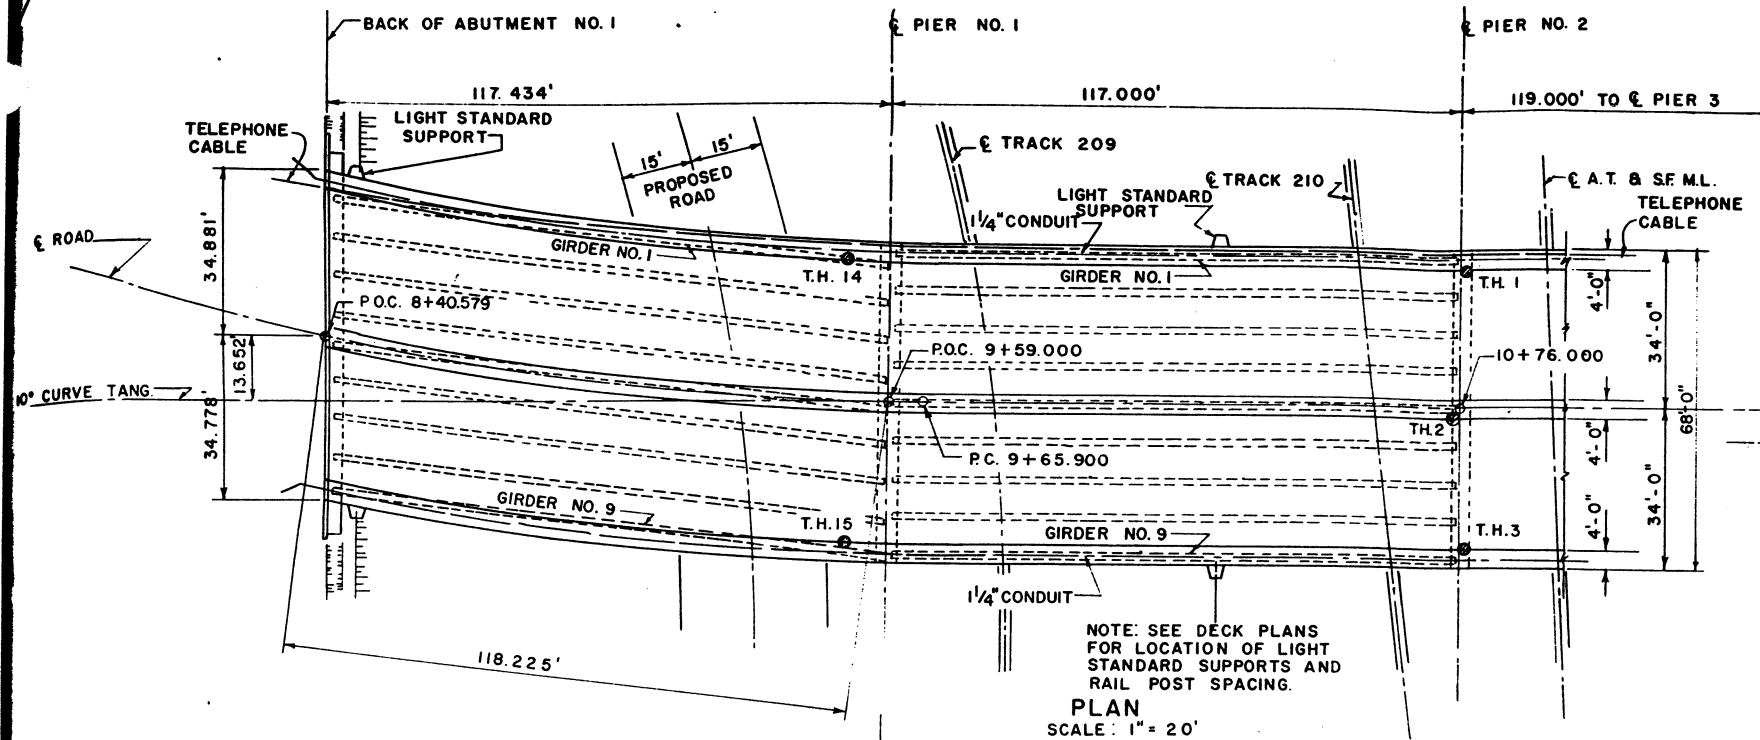 BACK OF ABUTMENT NO. 1
℄ PIER NO. 1
℄ PIER NO. 2
117.434'
117.000'
119.000' TO ℄ PIER 3
TELEPHONE
CABLE
LIGHT STANDARD
SUPPORT
15'
15'
PROPOSED
ROAD
℄ TRACK 209
℄ TRACK 210
℄ A.T. & S.F. M.L.
TELEPHONE
CABLE
LIGHT STANDARD
SUPPORT
1 1/4" CONDUIT
34.881'
℄ ROAD
GIRDER NO. 1
T.H. 14
GIRDER NO. 1
T.H. 1
4'-0"
34'-0"
P.O.C. 8+40.579
P.O.C. 9+59.000
10+76.000
13.652'
10° CURVE TANG.
34.778'
T.H. 2
68'-0"
P.C. 9+65.900
4'-0"
GIRDER NO. 9
T.H. 15
GIRDER NO. 9
T.H. 3
4'-0"
34'-0"
1 1/4" CONDUIT
118.225'
NOTE: SEE DECK PLANS
FOR LOCATION OF LIGHT
STANDARD SUPPORTS AND
RAIL POST SPACING.
PLAN
SCALE: 1" = 20'